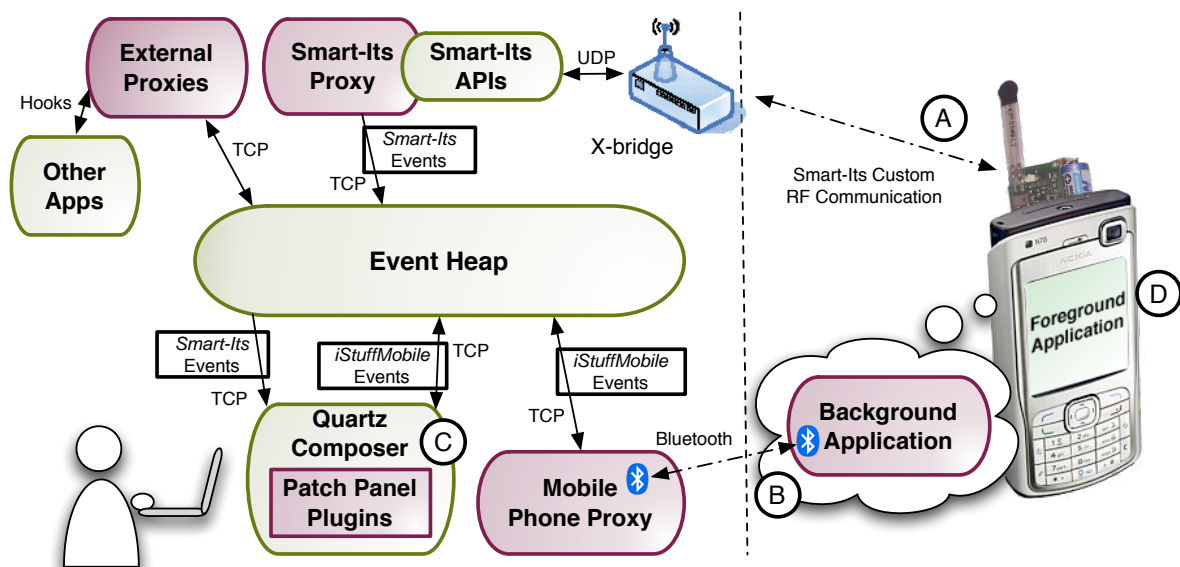 External
Proxies
Smart-Its
Proxy
Smart-Its
APIs
UDP
X-bridge
Hooks
Other
Apps
TCP
Smart-Its
Events
TCP
A
Smart-Its Custom
RF Communication
Event Heap
N70
NOKIA
Foreground
Application
D
Smart-Its
Events
TCP
iStuffMobile
Events
TCP
iStuffMobile
Events
TCP
Quartz
Composer
C
Patch Panel
Plugins
Mobile
Phone Proxy
Bluetooth
Background
Application
B